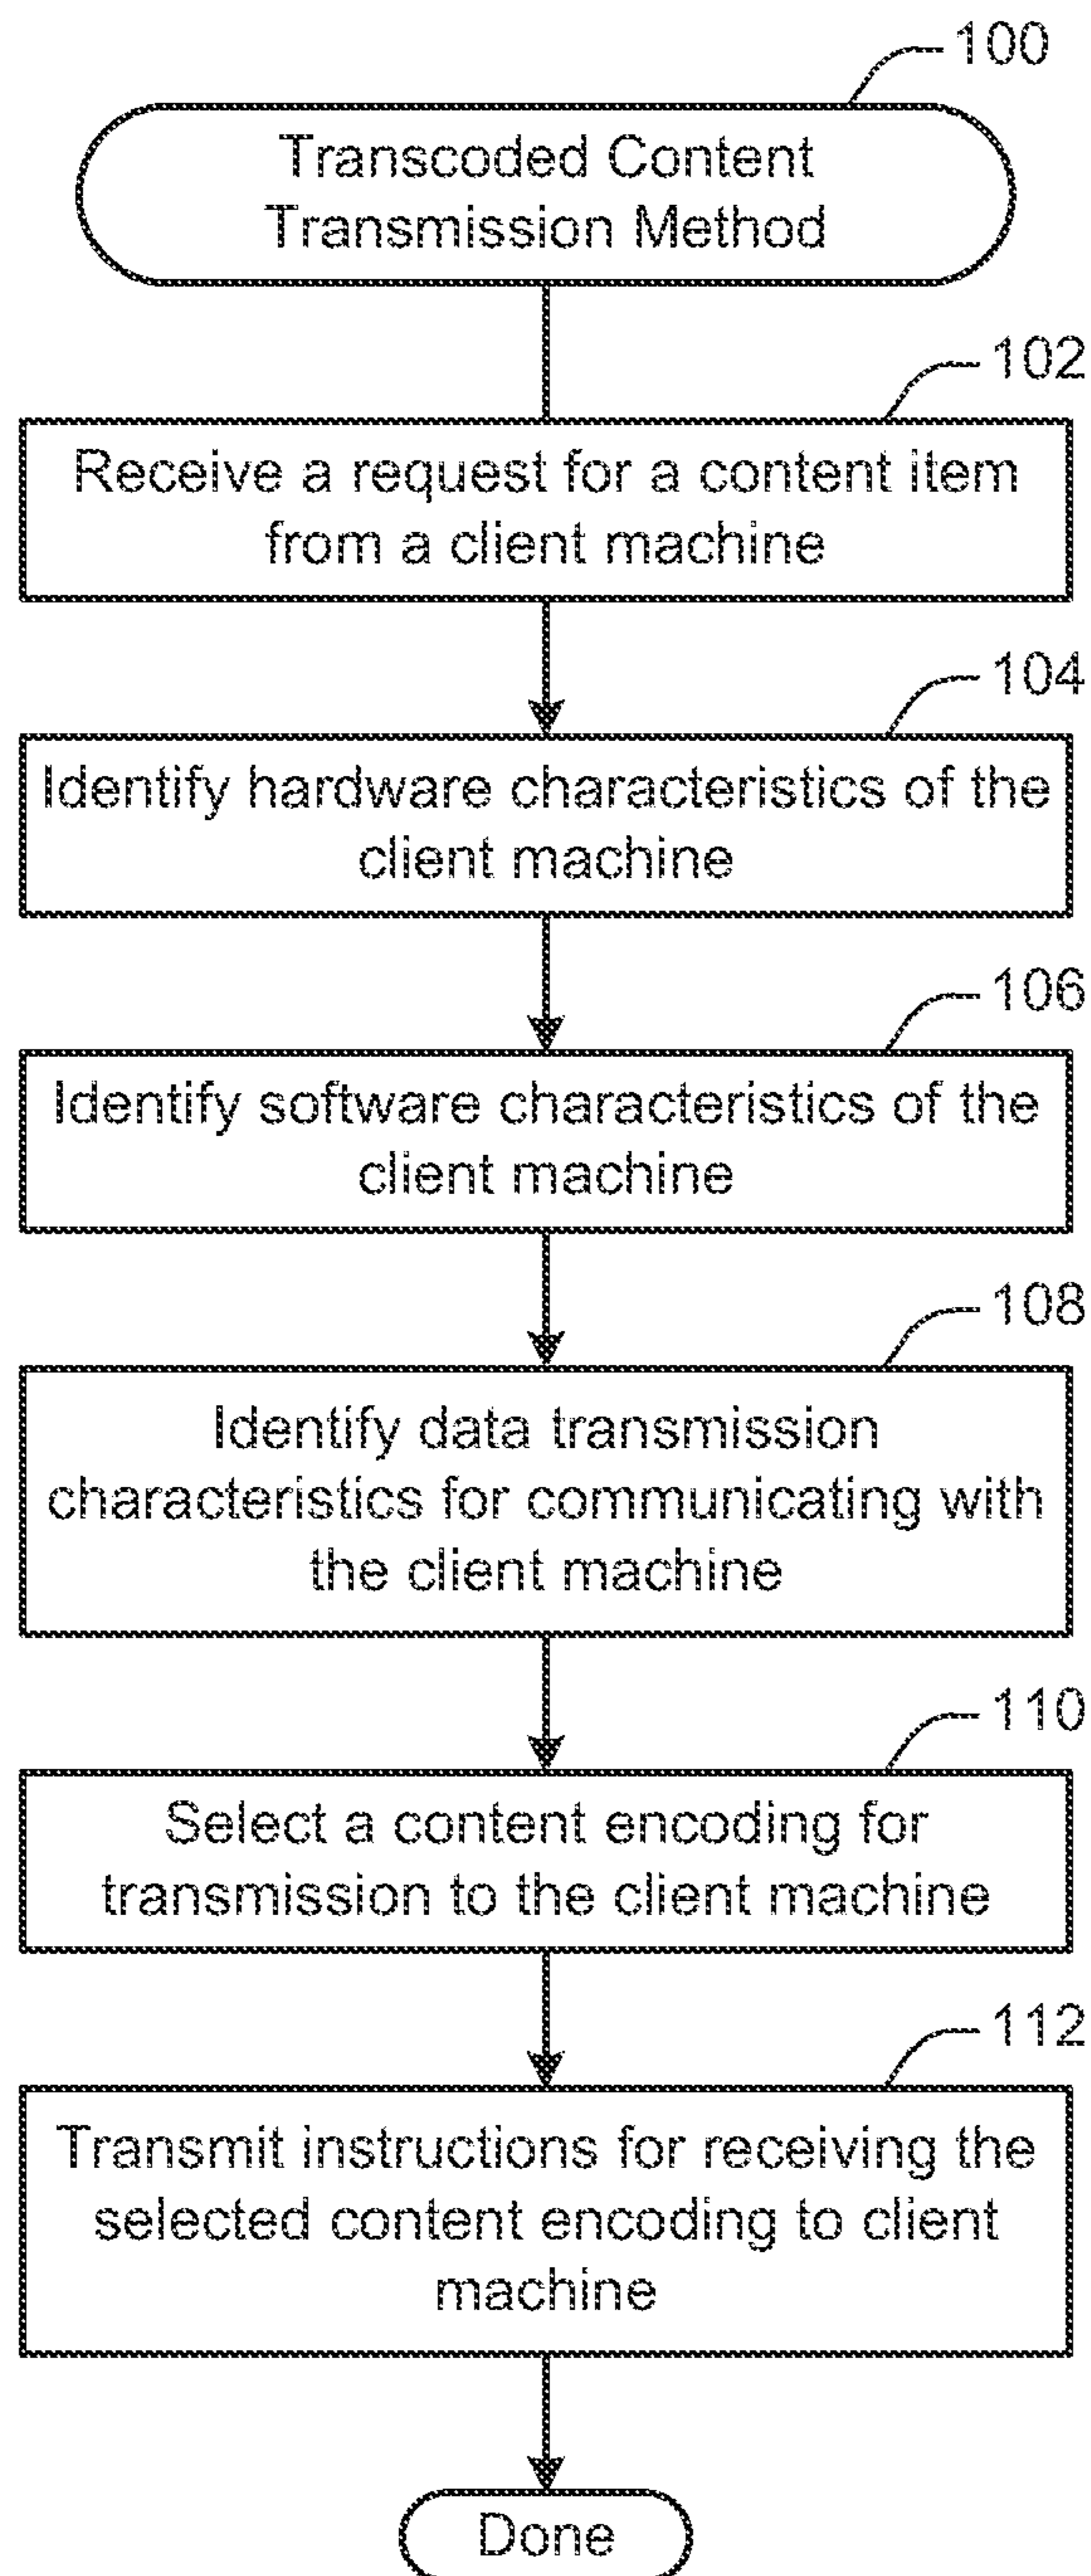 100
Transcoded Content
Transmission Method
102
Receive a request for a content item
from a client machine
104
Identify hardware characteristics of the
client machine
106
Identify software characteristics of the
client machine
108
Identify data transmission
characteristics for communicating with
the client machine
110
Select a content encoding for
transmission to the client machine
112
Transmit instructions for receiving the
selected content encoding to client
machine
Done